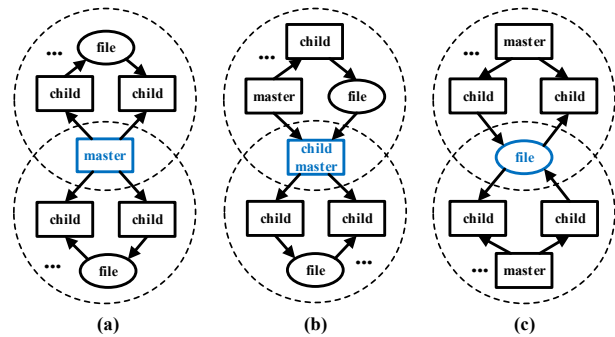 ... file
child child
master
child child
... file
(a)
... child
master file
child
master
child child
file ...
(b)
... master
child child
file
child child
... master
(c)